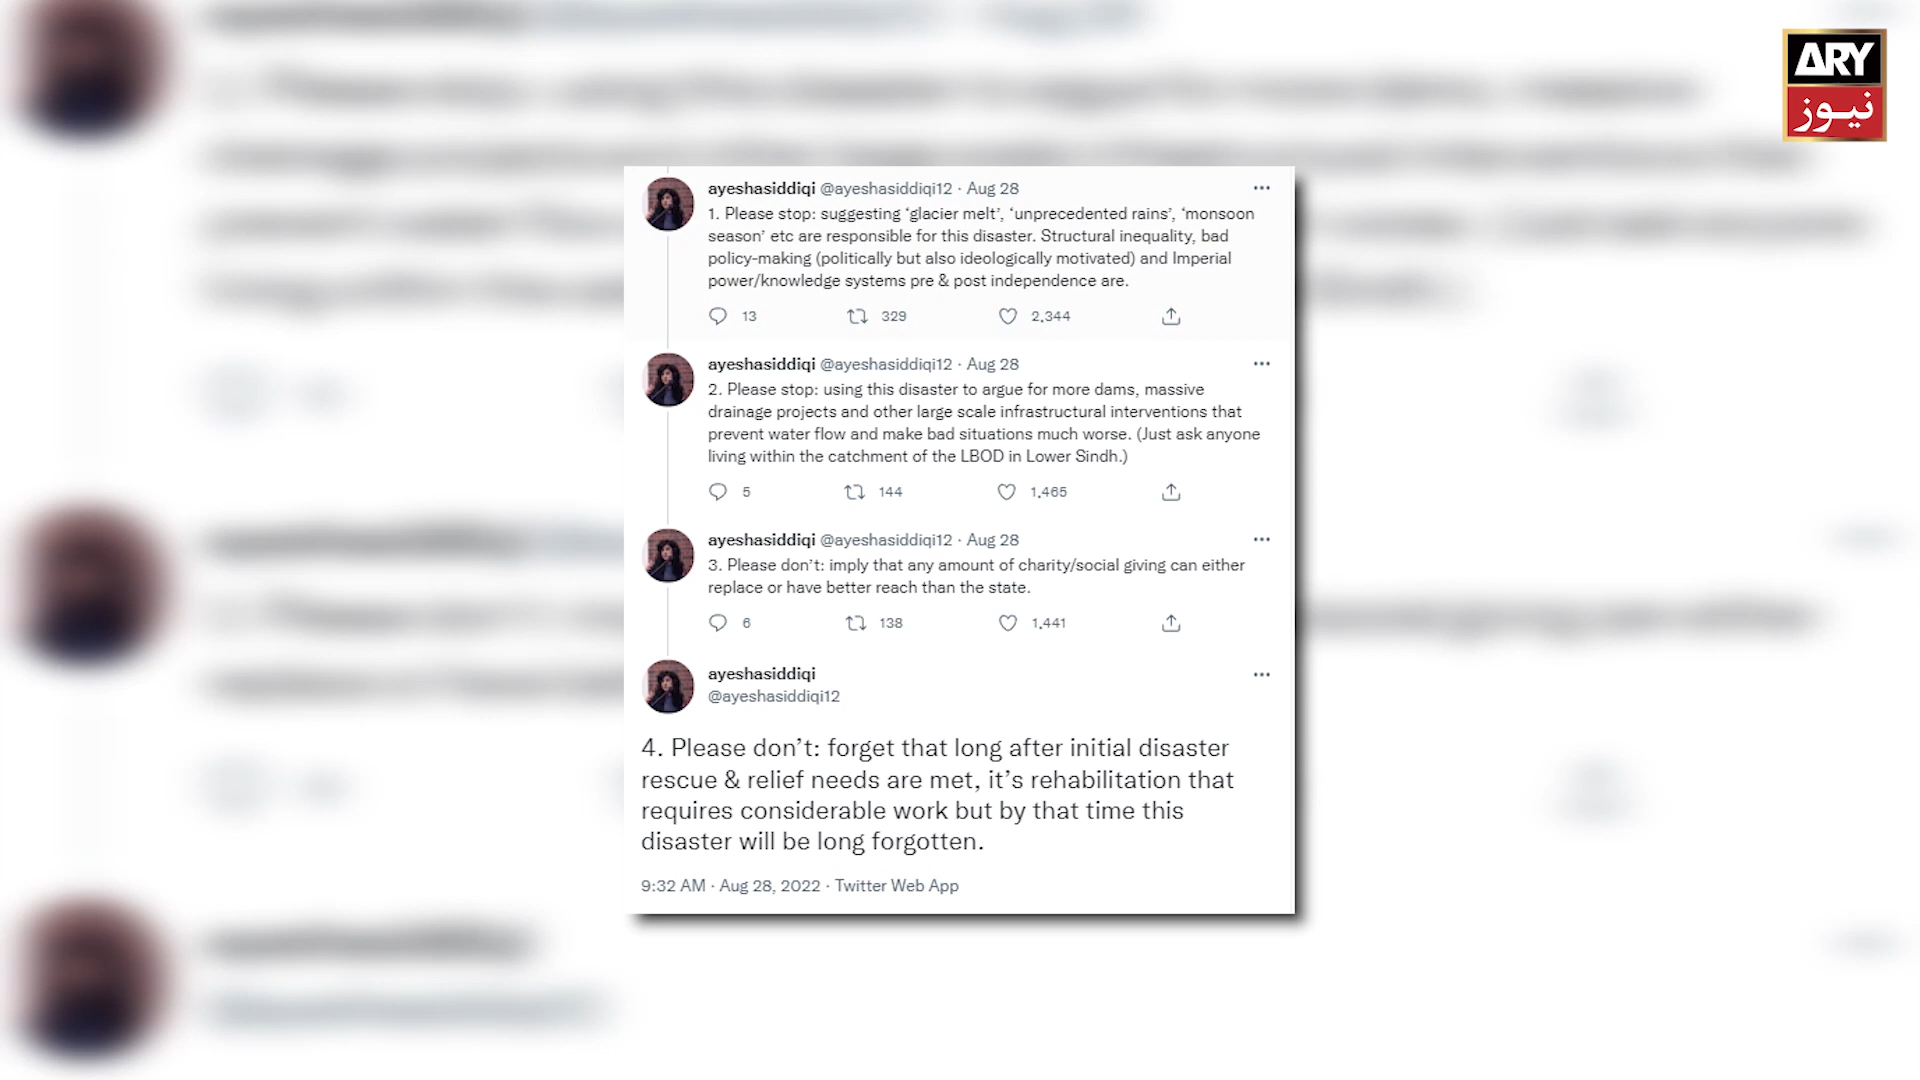 ARY
نیوز
ayeshasiddiqi @ayeshasiddiqi12 · Aug 28
1. Please stop: suggesting ‘glacier melt’, ‘unprecedented rains’, ‘monsoon
season’ etc are responsible for this disaster. Structural inequality, bad
policy-making (politically but also ideologically motivated) and Imperial
power/knowledge systems pre & post independence are.
13 329 2,344
ayeshasiddiqi @ayeshasiddiqi12 · Aug 28
2. Please stop: using this disaster to argue for more dams, massive
drainage projects and other large scale infrastructural interventions that
prevent water flow and make bad situations much worse. (Just ask anyone
living within the catchment of the LBOD in Lower Sindh.)
5 144 1,465
ayeshasiddiqi @ayeshasiddiqi12 · Aug 28
3. Please don’t: imply that any amount of charity/social giving can either
replace or have better reach than the state.
6 138 1,441
ayeshasiddiqi
@ayeshasiddiqi12
4. Please don’t: forget that long after initial disaster
rescue & relief needs are met, it’s rehabilitation that
requires considerable work but by that time this
disaster will be long forgotten.
9:32 AM · Aug 28, 2022 · Twitter Web App